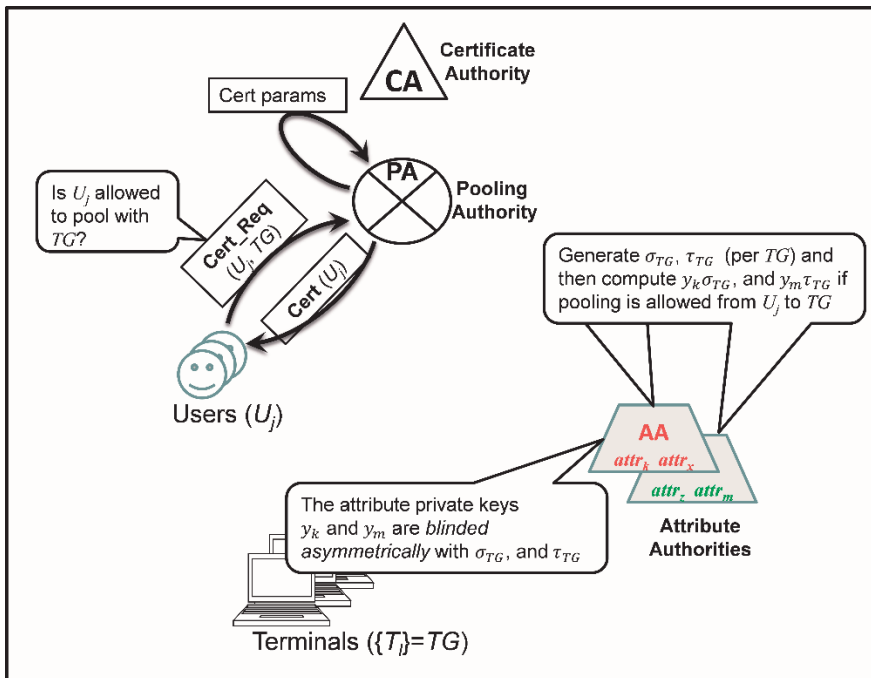 Certificate
Authority
CA
Cert params
PA
Pooling
Authority
Is U_j allowed
to pool with
TG?
Cert_Req
(U_j, TG)
Cert (U_j)
Users (U_j)
Generate σ_TG, τ_TG (per TG) and
then compute y_kσ_TG, and y_mτ_TG if
pooling is allowed from U_j to TG
AA
attr_k attr_x
attr_z attr_m
Attribute
Authorities
The attribute private keys
y_k and y_m are blinded
asymmetrically with σ_TG, and τ_TG
Terminals ({T_l}=TG)